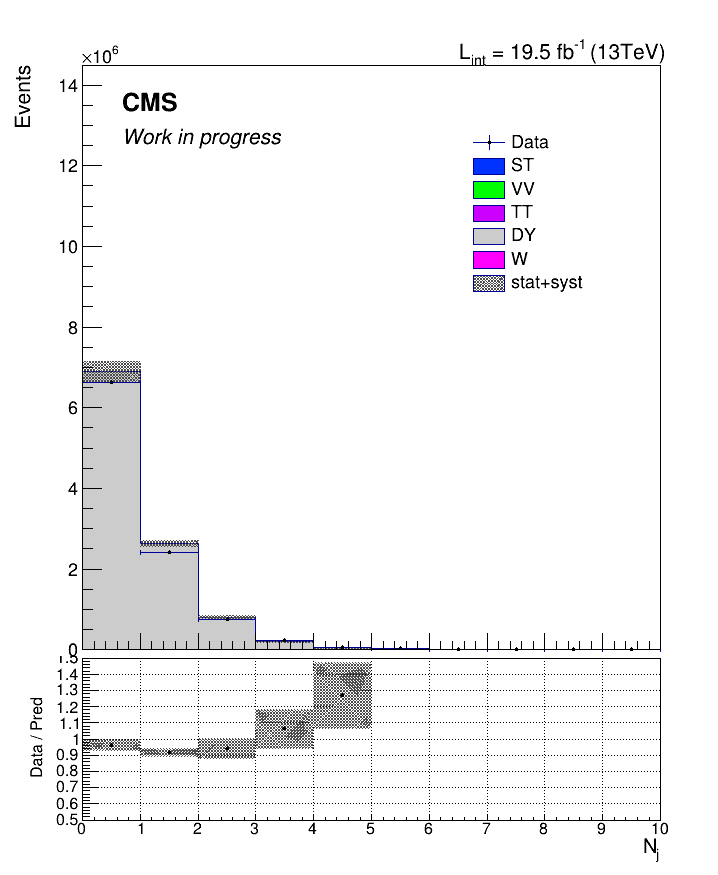 ×10⁶
L_int = 19.5 fb⁻¹ (13TeV)
Events
14
CMS
Work in progress
Data
ST
VV
TT
DY
W
stat+syst
12
10
8
6
4
2
0
Data / Pred
1.5
1.4
1.3
1.2
1.1
1
0.9
0.8
0.7
0.6
0.5
0 1 2 3 4 5 6 7 8 9 10
N_j